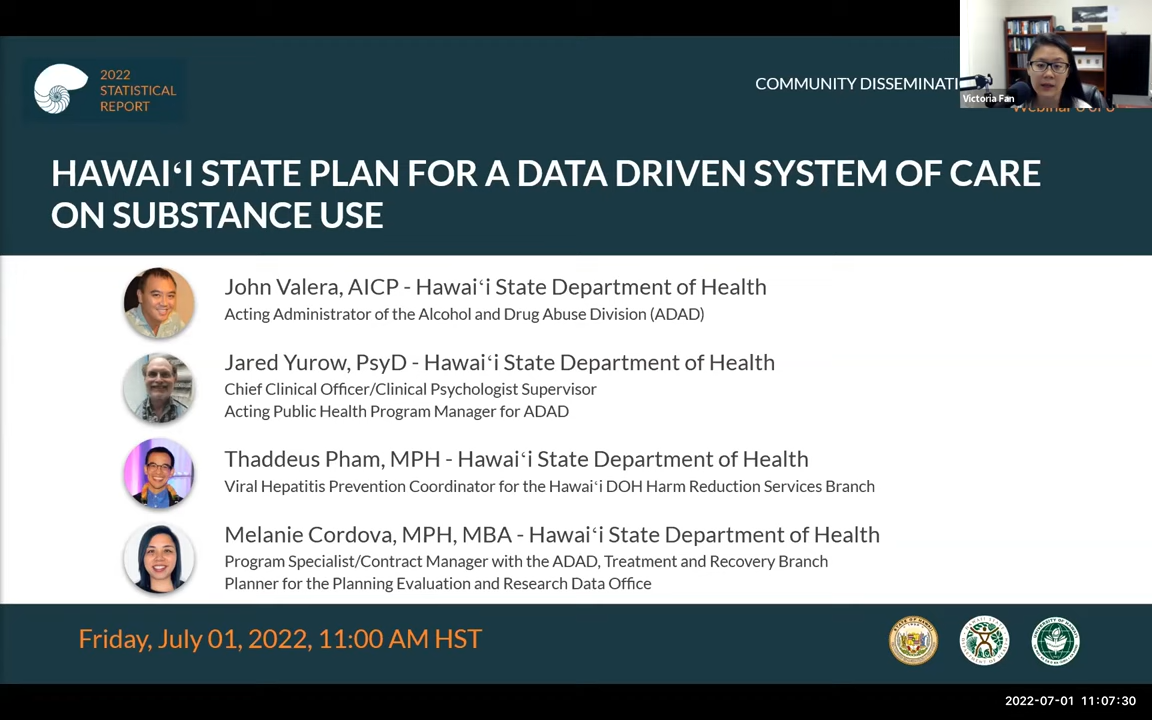 2022
STATISTICAL
REPORT
COMMUNITY DISSEMINATI
Victoria Fan
HAWAIʻI STATE PLAN FOR A DATA DRIVEN SYSTEM OF CARE
ON SUBSTANCE USE
John Valera, AICP - Hawaiʻi State Department of Health
Acting Administrator of the Alcohol and Drug Abuse Division (ADAD)
Jared Yurow, PsyD - Hawaiʻi State Department of Health
Chief Clinical Officer/Clinical Psychologist Supervisor
Acting Public Health Program Manager for ADAD
Thaddeus Pham, MPH - Hawaiʻi State Department of Health
Viral Hepatitis Prevention Coordinator for the Hawaiʻi DOH Harm Reduction Services Branch
Melanie Cordova, MPH, MBA - Hawaiʻi State Department of Health
Program Specialist/Contract Manager with the ADAD, Treatment and Recovery Branch
Planner for the Planning Evaluation and Research Data Office
Friday, July 01, 2022, 11:00 AM HST
2022-07-01 11:07:30